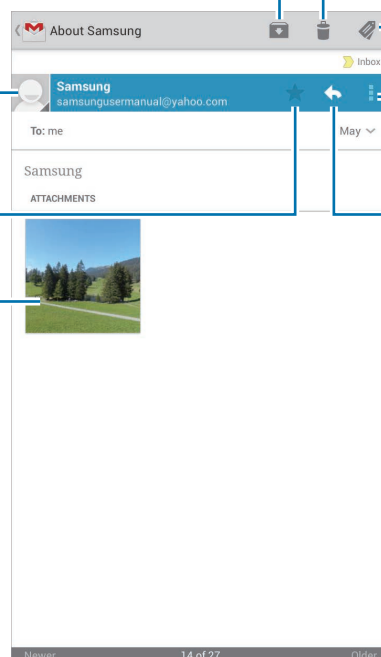 About Samsung
Inbox
Samsung
samsungusermanual@yahoo.com
To: me May
Samsung
ATTACHMENTS
Newer 14 of 27 Older